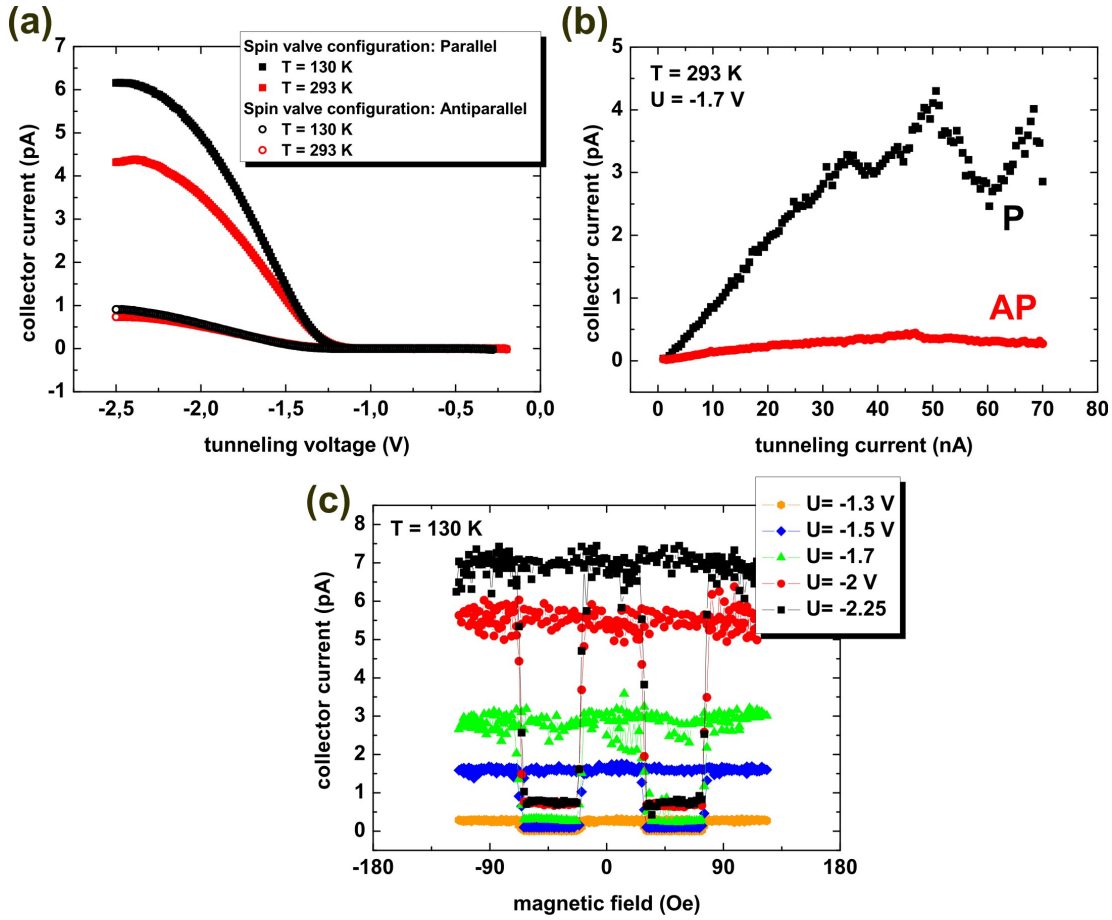 (a)
7
6
5
4
3
2
1
0
-1
collector current (pA)
-2,5 -2,0 -1,5 -1,0 -0,5 0,0
tunneling voltage (V)
Spin valve configuration: Parallel
T = 130 K
T = 293 K
Spin valve configuration: Antiparallel
T = 130 K
T = 293 K
(b)
5
4
3
2
1
0
collector current (pA)
T = 293 K
U = -1.7 V
P
AP
0 10 20 30 40 50 60 70 80
tunneling current (nA)
(c)
8
7
6
5
4
3
2
1
0
collector current (pA)
T = 130 K
U= -1.3 V
U= -1.5 V
U= -1.7
U= -2 V
U= -2.25
-180 -90 0 90 180
magnetic field (Oe)